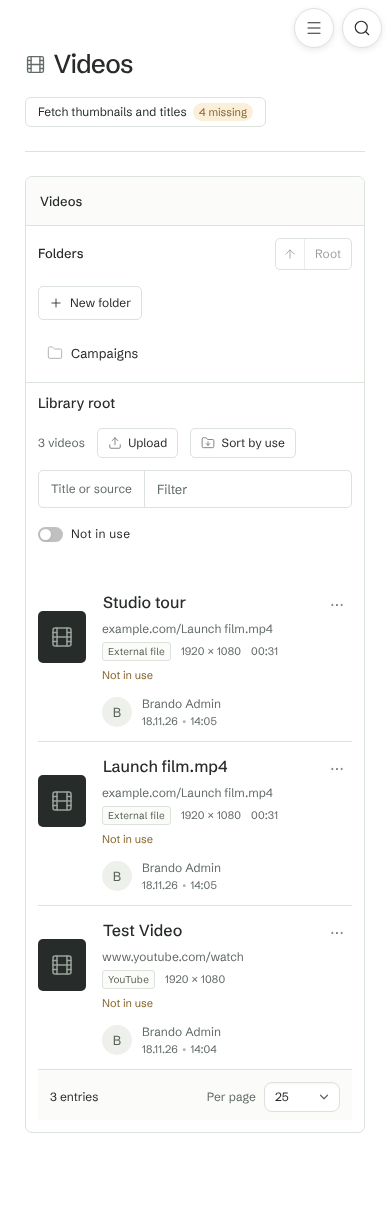 Videos
Fetch thumbnails and titles 4 missing
Videos
Folders
Root
New folder
Campaigns
Library root
3 videos Upload Sort by use
Title or source Filter
Not in use
Studio tour
example.com/Launch film.mp4
External file 1920 × 1080 00:31
Not in use
B Brando Admin
18.11.26 • 14:05
Launch film.mp4
example.com/Launch film.mp4
External file 1920 × 1080 00:31
Not in use
B Brando Admin
18.11.26 • 14:05
Test Video
www.youtube.com/watch
YouTube 1920 × 1080
Not in use
B Brando Admin
18.11.26 • 14:04
3 entries Per page 25